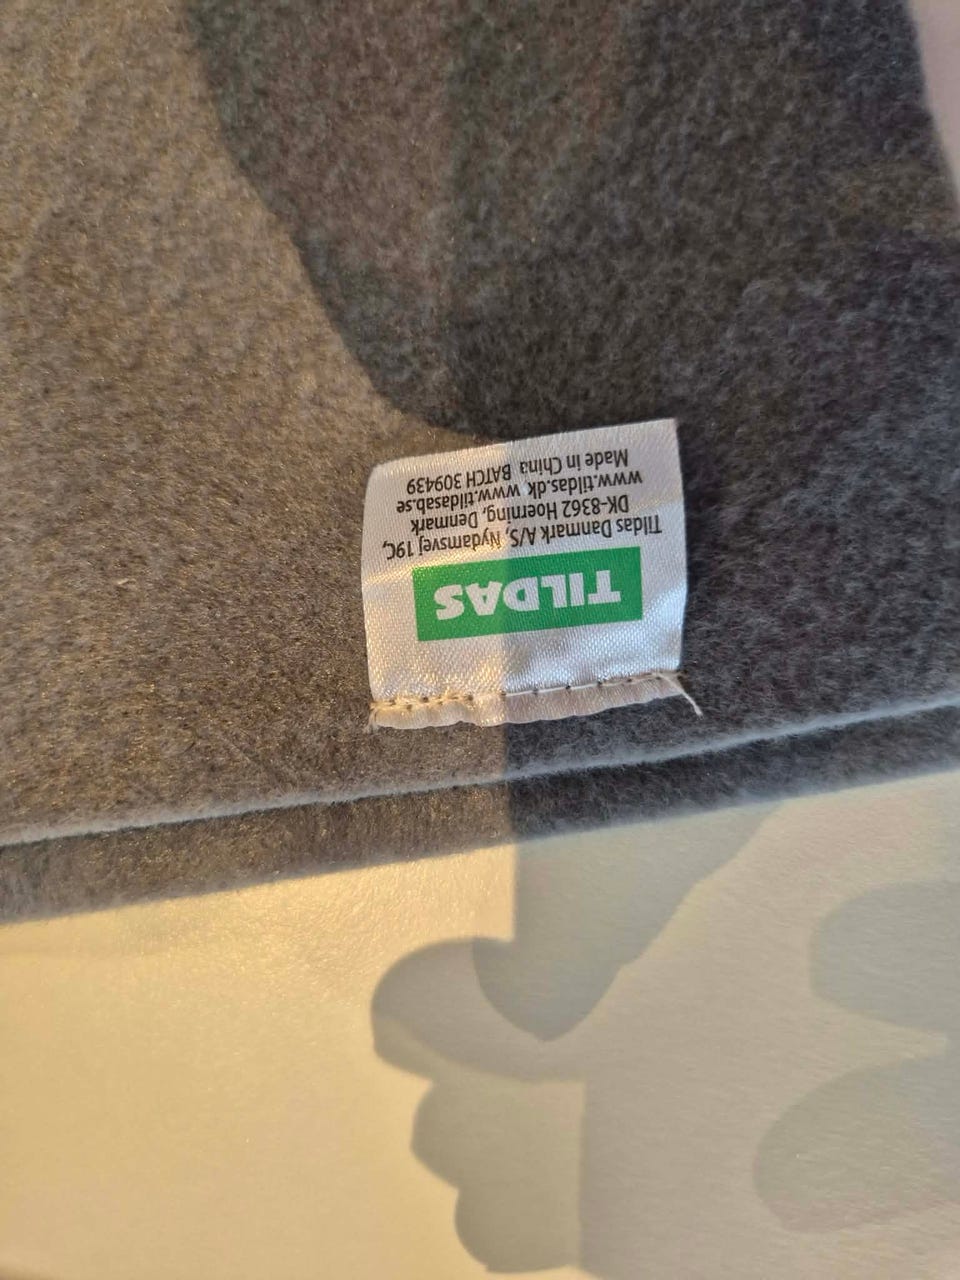 TILDAS
Tildas Danmark A/S, Nydamsvej 19C,
DK-8362 Hoerning, Denmark
www.tildas.dk www.tildasab.se
Made in China BATCH 309439